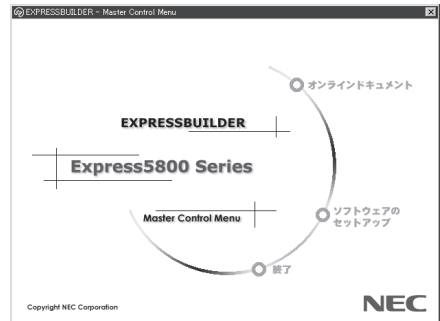 EXPRESSBUILDER - Master Control Menu
オンラインドキュメント
EXPRESSBUILDER
Express5800 Series
Master Control Menu
ソフトウェアの
セットアップ
終了
Copyright NEC Corporation
NEC